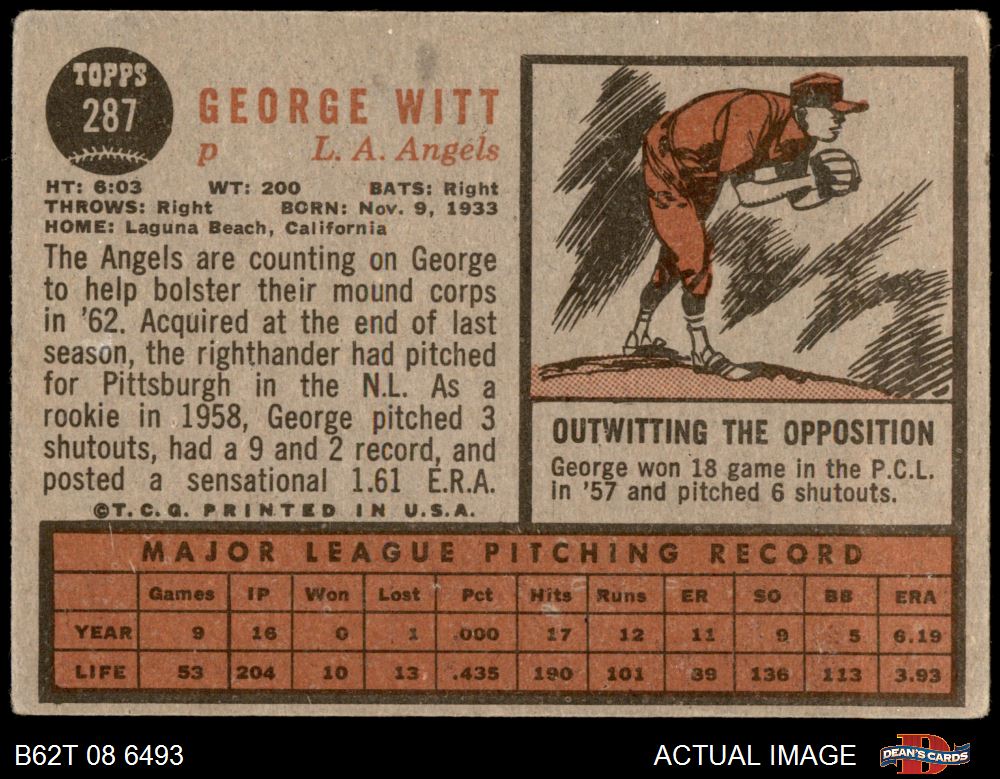 TOPPS
287
GEORGE WITT
p L. A. Angels
HT: 6:03 WT: 200 BATS: Right
THROWS: Right BORN: Nov. 9, 1933
HOME: Laguna Beach, California
The Angels are counting on George
to help bolster their mound corps
in '62. Acquired at the end of last
season, the righthander had pitched
for Pittsburgh in the N.L. As a
rookie in 1958, George pitched 3
shutouts, had a 9 and 2 record, and
posted a sensational 1.61 E.R.A.
©T.C.G. PRINTED IN U.S.A.
OUTWITTING THE OPPOSITION
George won 18 game in the P.C.L.
in '57 and pitched 6 shutouts.
MAJOR LEAGUE PITCHING RECORD
Games IP Won Lost Pct Hits Runs ER SO BB ERA
YEAR 9 16 0 1 .000 17 12 11 9 5 6.19
LIFE 53 204 10 13 .435 190 101 39 136 113 3.93
B62T 08 6493
ACTUAL IMAGE
DEAN'S CARDS